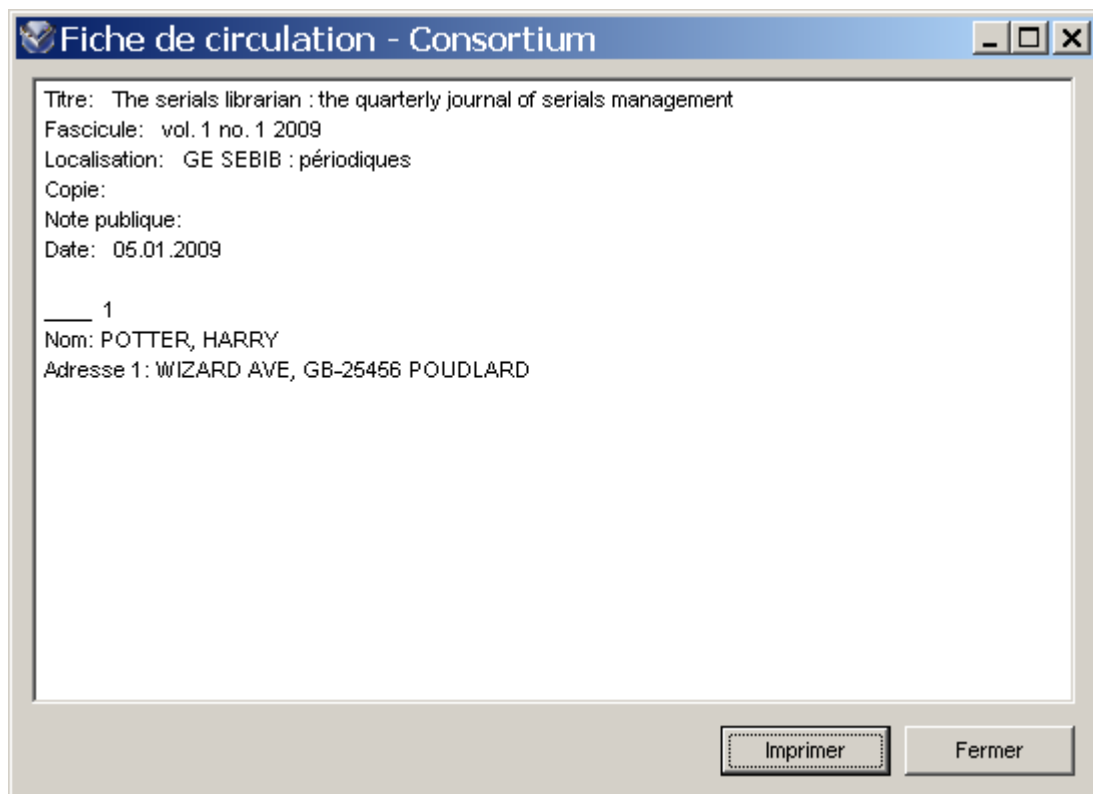 Fiche de circulation - Consortium
Titre: The serials librarian : the quarterly journal of serials management
Fascicule: vol. 1 no. 1 2009
Localisation: GE SEBIB : périodiques
Copie:
Note publique:
Date: 05.01.2009
____ 1
Nom: POTTER, HARRY
Adresse 1: WIZARD AVE, GB-25456 POUDLARD
Imprimer Fermer